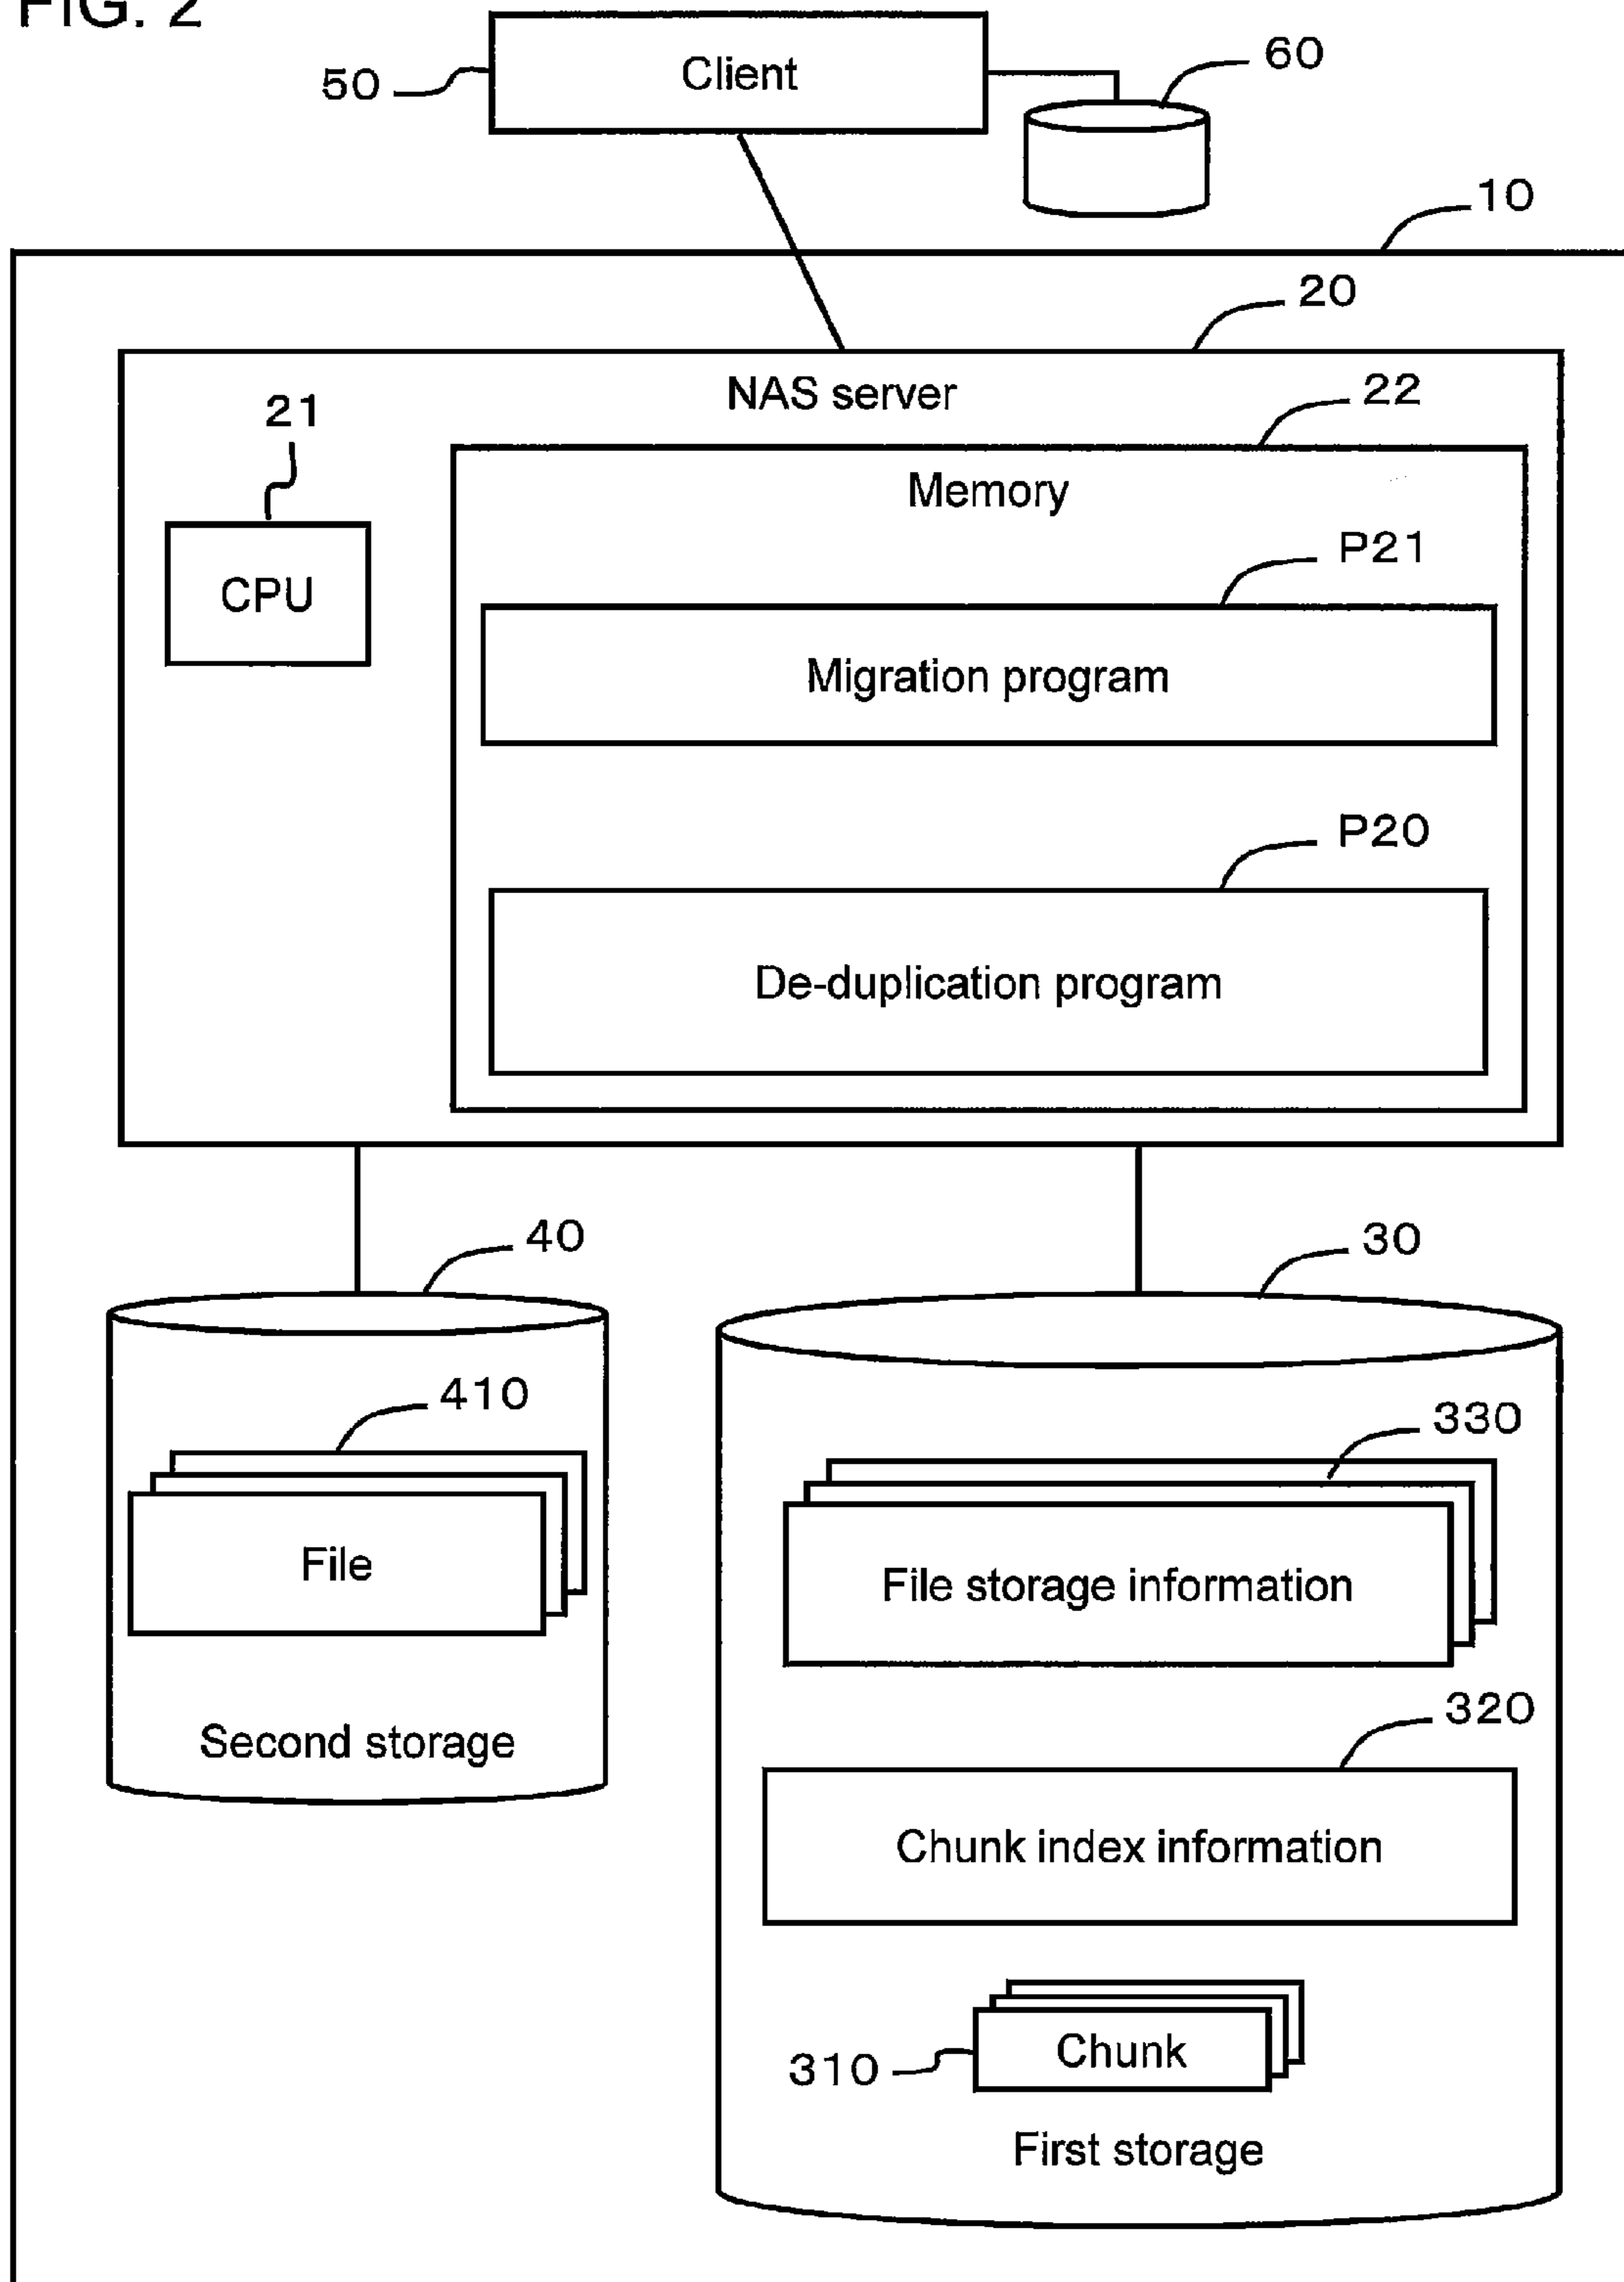 FIG. 2
50
Client
60
10
20
NAS server
22
21
Memory
P21
CPU
Migration program
P20
De-duplication program
40
30
410
330
File
File storage information
Second storage
320
Chunk index information
310
Chunk
First storage